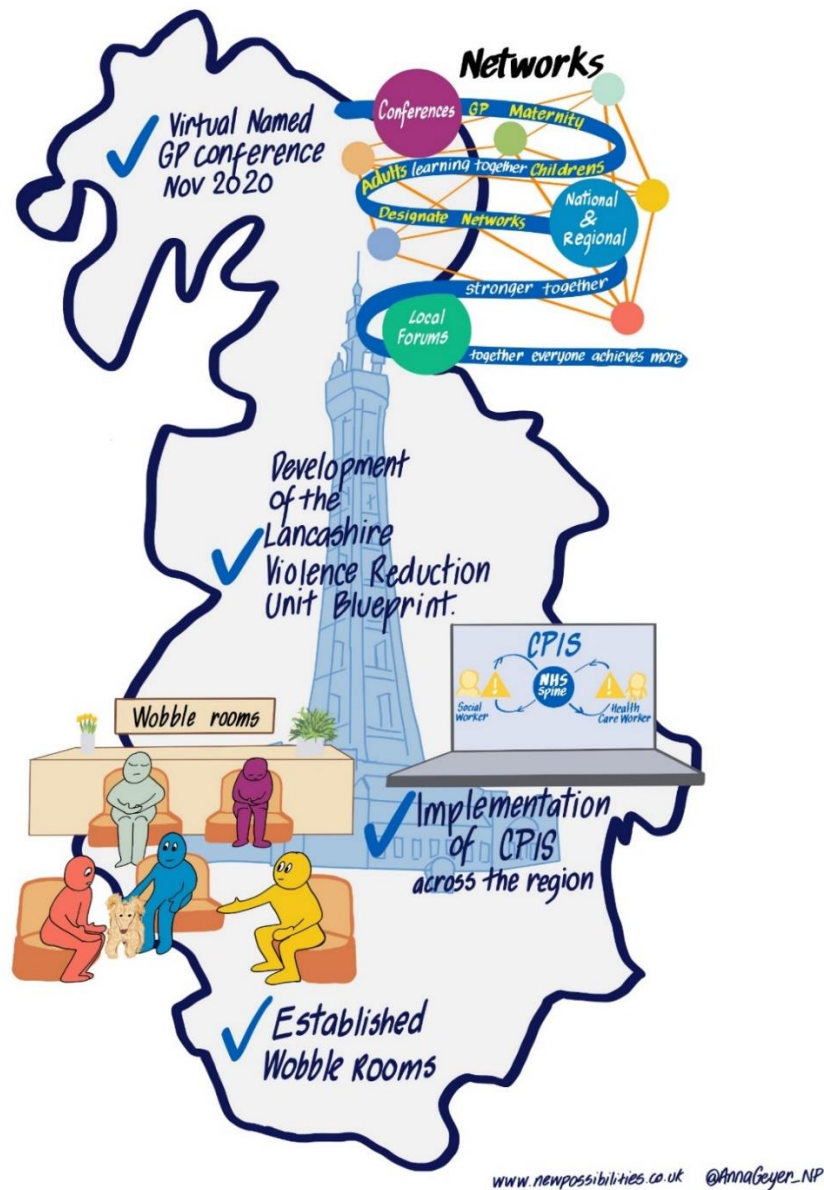 Networks
Virtual Named
GP conference
Nov 2020
Conferences
GP Maternity
Adults learning together Childrens
National
&
Regional
Designate Networks
stronger together
Local
Forums
together everyone achieves more
Development
of the
Lancashire
Violence Reduction
Unit Blueprint.
CPIS
NHS
Spine
Social
Worker
Health
Care Worker
Wobble rooms
Implementation
of CPIS
across the region
Established
Wobble Rooms
www.newpossibilities.co.uk @AnnaGeyer_NP